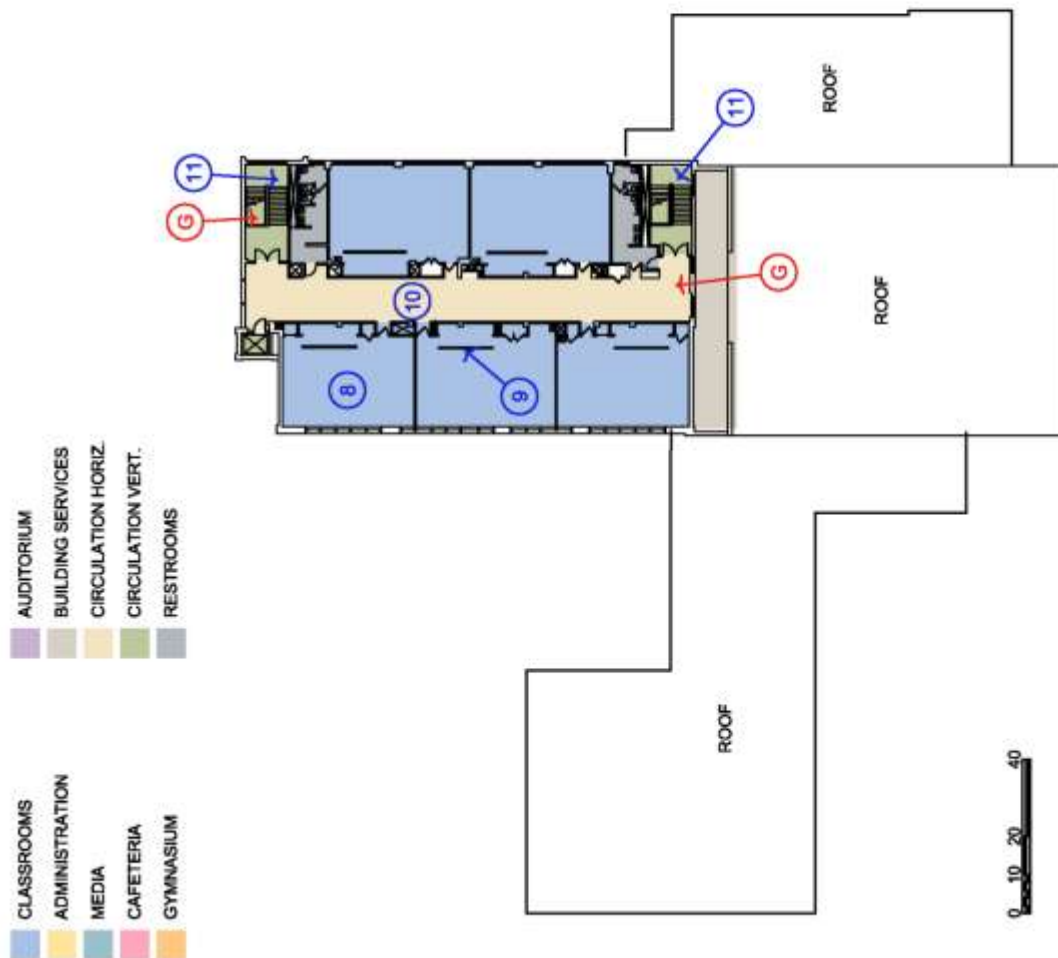 CLASSROOMS
ADMINISTRATION
MEDIA
CAFETERIA
GYMNASIUM
AUDITORIUM
BUILDING SERVICES
CIRCULATION HORIZ.
CIRCULATION VERT.
RESTROOMS
G
11
8
10
9
G
11
ROOF
ROOF
ROOF
0 10 20 40